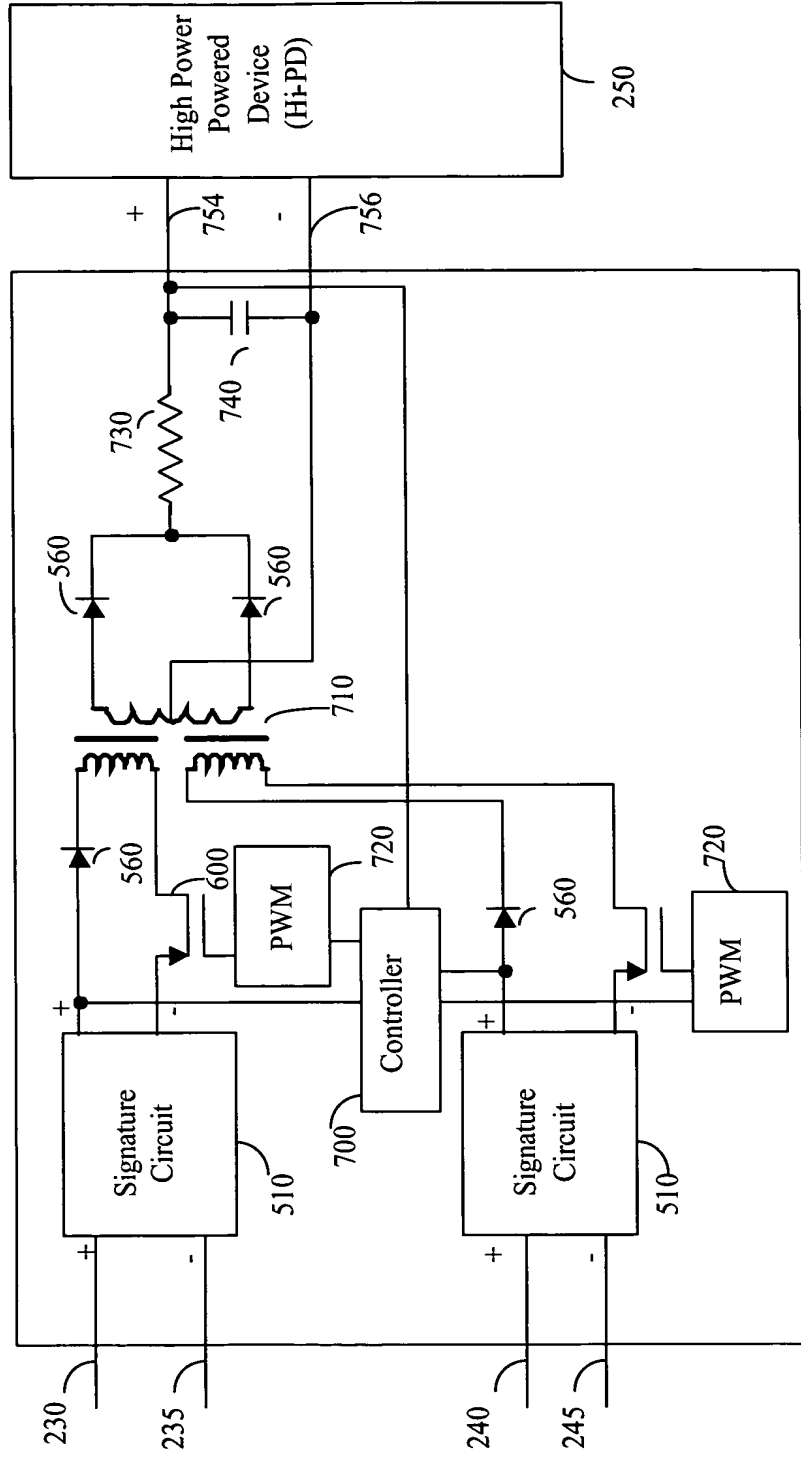 230
235
240
245
+
-
+
-
Signature
Circuit
510
Signature
Circuit
510
+
-
+
-
700
Controller
560
600
PWM
720
560
PWM
720
710
560
560
730
740
+
754
-
756
High Power
Powered
Device
(Hi-PD)
250